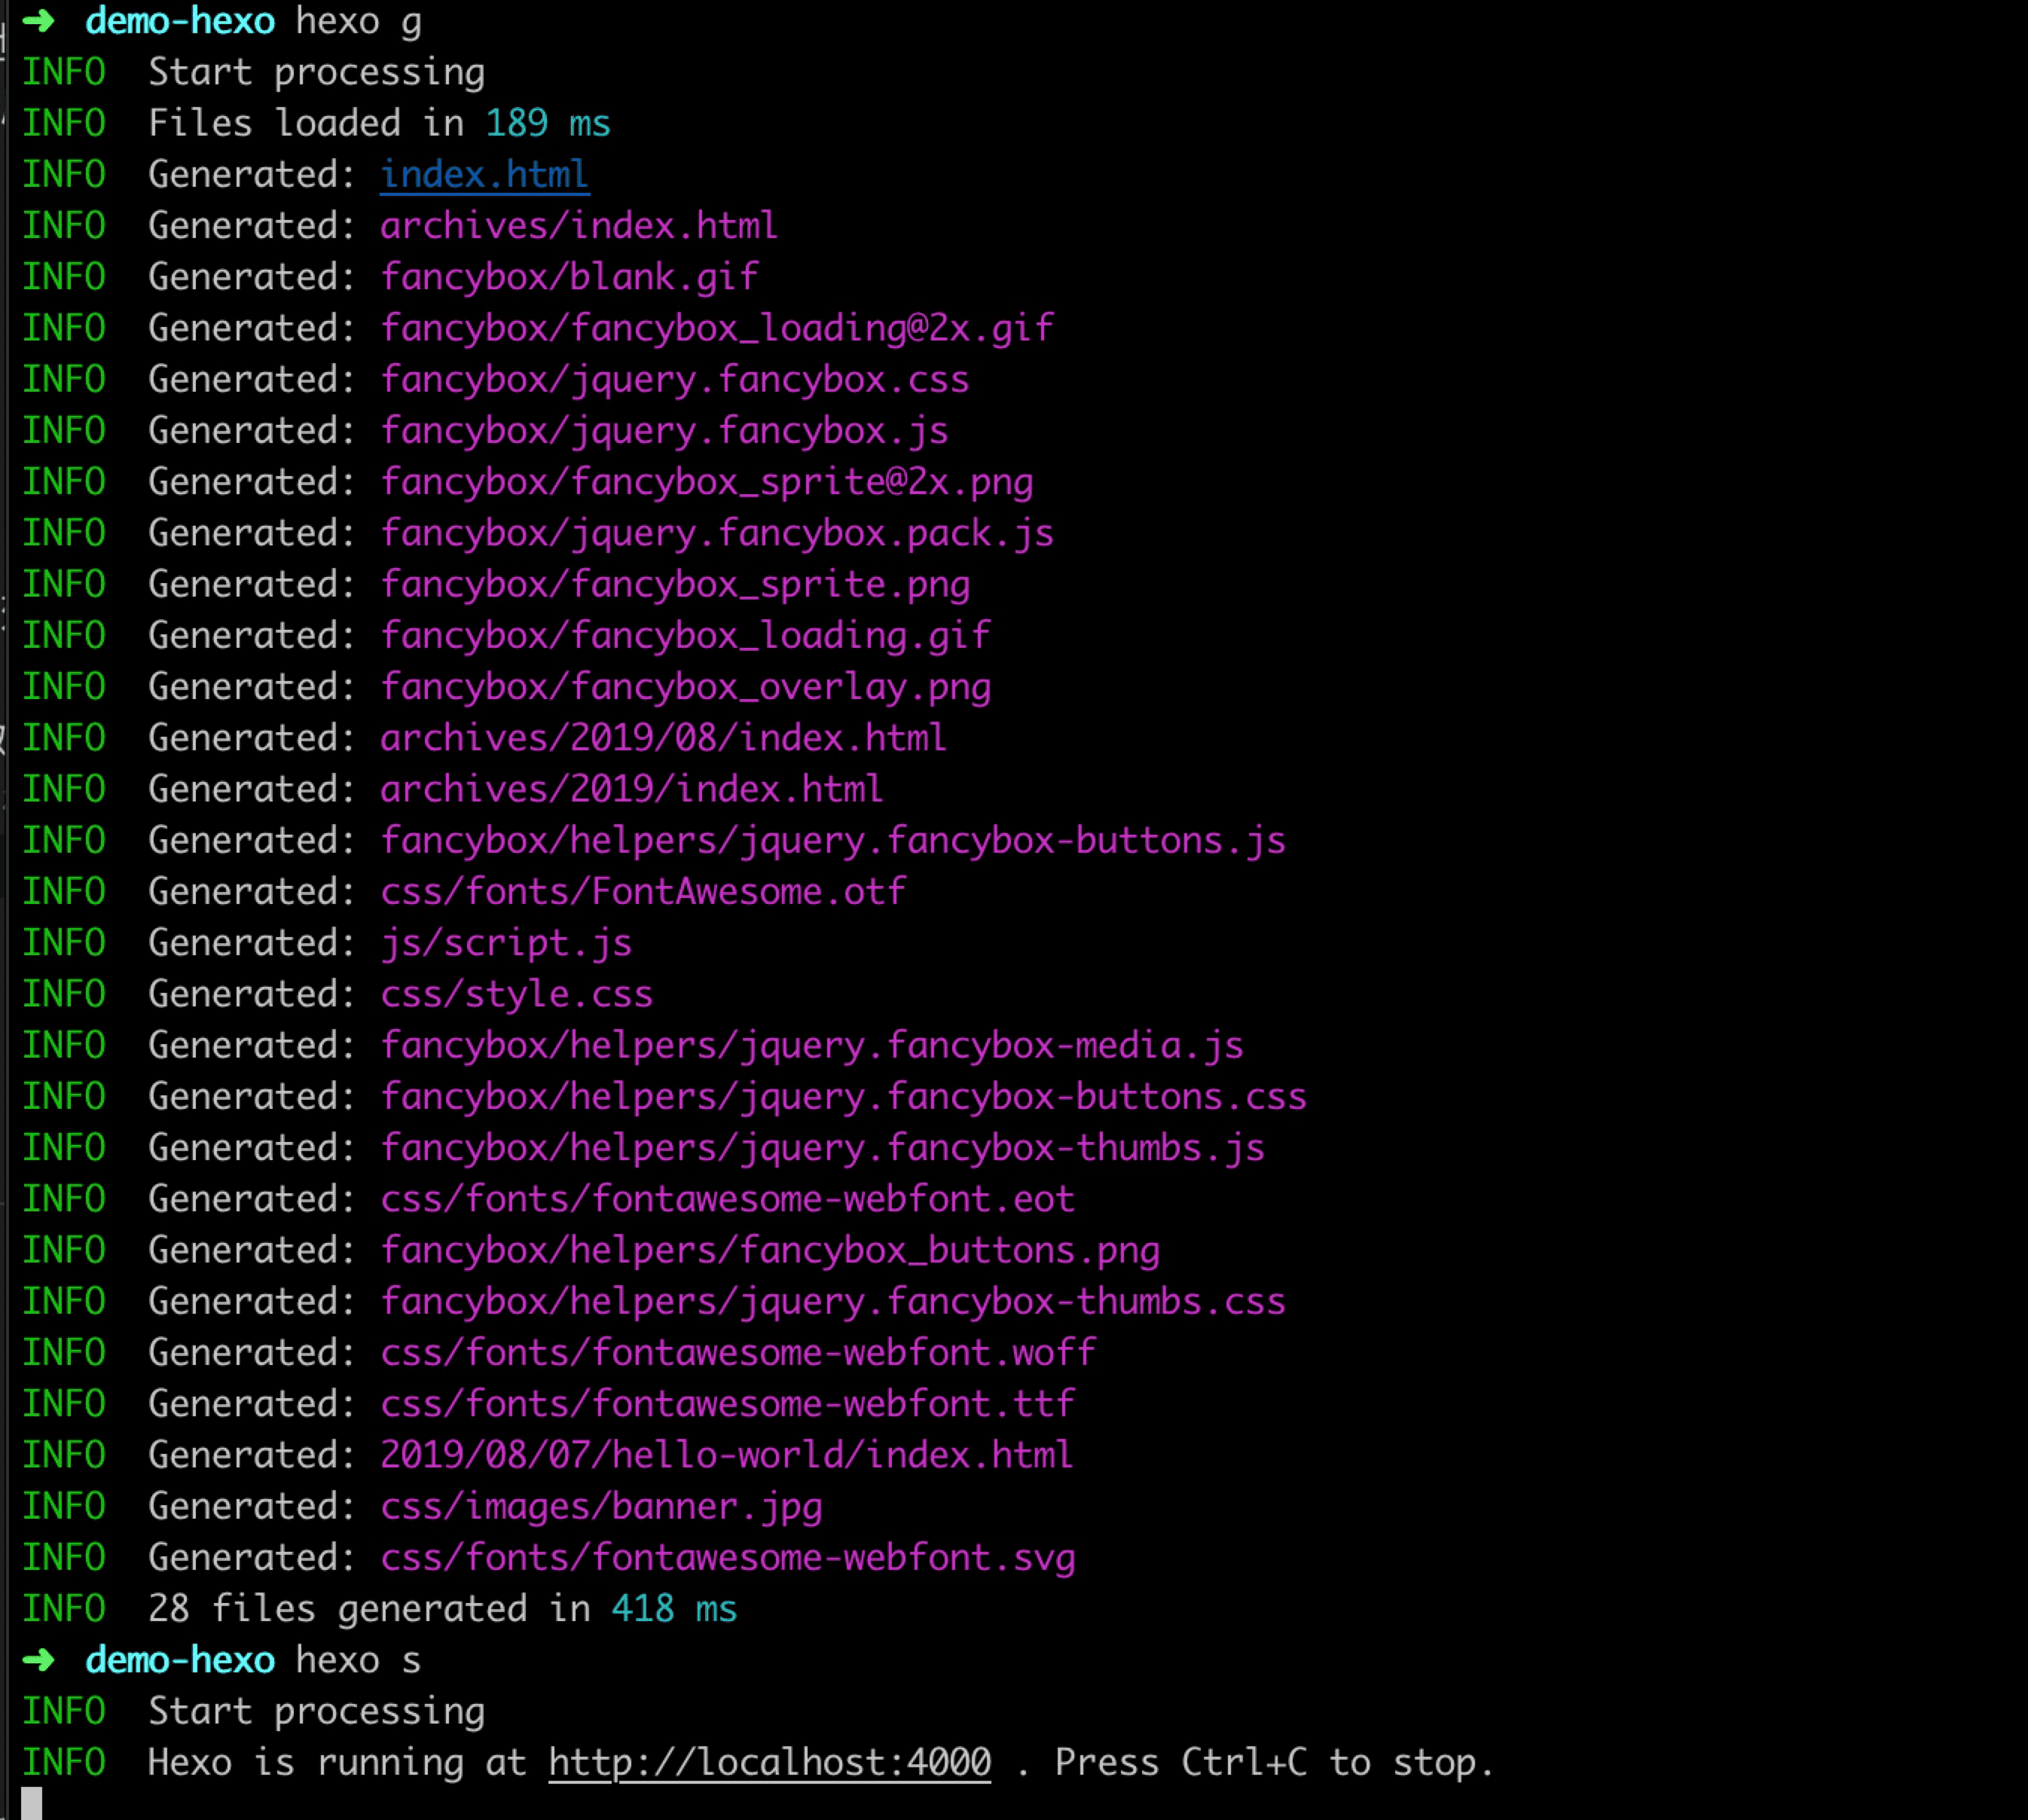 ➜ demo-hexo hexo g
INFO Start processing
INFO Files loaded in 189 ms
INFO Generated: index.html
INFO Generated: archives/index.html
INFO Generated: fancybox/blank.gif
INFO Generated: fancybox/fancybox_loading@2x.gif
INFO Generated: fancybox/jquery.fancybox.css
INFO Generated: fancybox/jquery.fancybox.js
INFO Generated: fancybox/fancybox_sprite@2x.png
INFO Generated: fancybox/jquery.fancybox.pack.js
INFO Generated: fancybox/fancybox_sprite.png
INFO Generated: fancybox/fancybox_loading.gif
INFO Generated: fancybox/fancybox_overlay.png
INFO Generated: archives/2019/08/index.html
INFO Generated: archives/2019/index.html
INFO Generated: fancybox/helpers/jquery.fancybox-buttons.js
INFO Generated: css/fonts/FontAwesome.otf
INFO Generated: js/script.js
INFO Generated: css/style.css
INFO Generated: fancybox/helpers/jquery.fancybox-media.js
INFO Generated: fancybox/helpers/jquery.fancybox-buttons.css
INFO Generated: fancybox/helpers/jquery.fancybox-thumbs.js
INFO Generated: css/fonts/fontawesome-webfont.eot
INFO Generated: fancybox/helpers/fancybox_buttons.png
INFO Generated: fancybox/helpers/jquery.fancybox-thumbs.css
INFO Generated: css/fonts/fontawesome-webfont.woff
INFO Generated: css/fonts/fontawesome-webfont.ttf
INFO Generated: 2019/08/07/hello-world/index.html
INFO Generated: css/images/banner.jpg
INFO Generated: css/fonts/fontawesome-webfont.svg
INFO 28 files generated in 418 ms
➜ demo-hexo hexo s
INFO Start processing
INFO Hexo is running at http://localhost:4000 . Press Ctrl+C to stop.